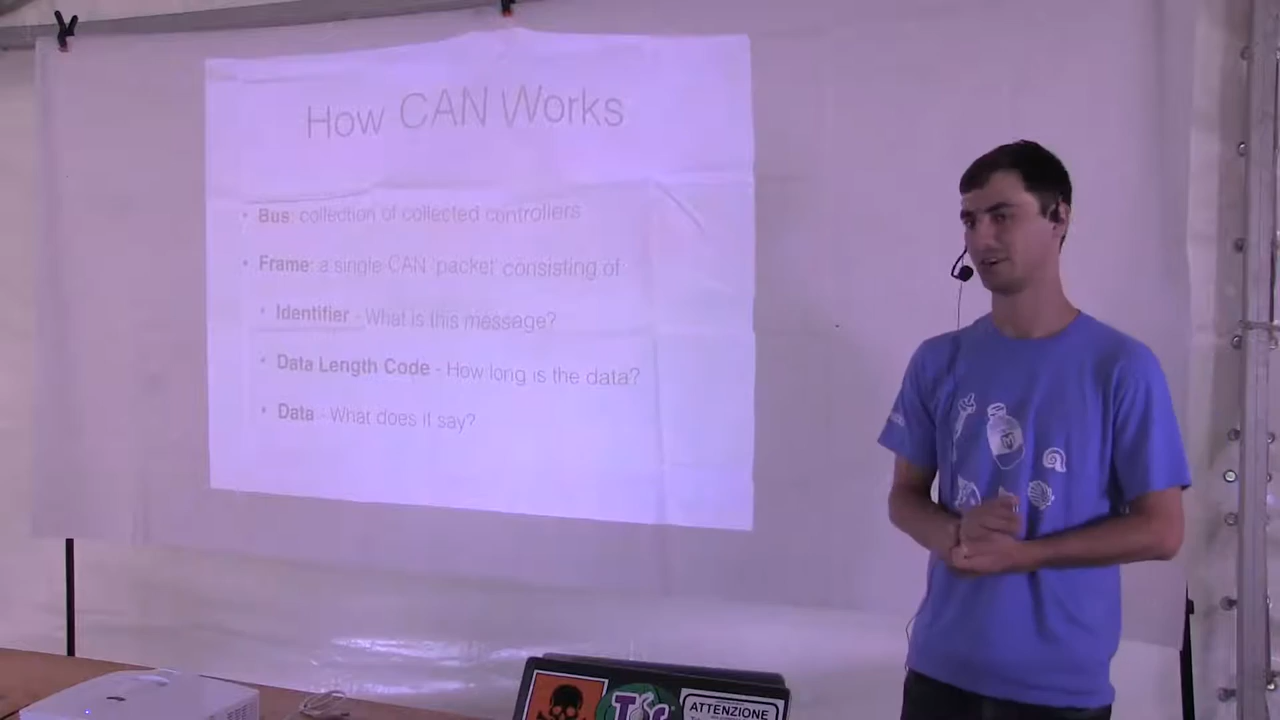 How CAN Works
• Bus: collection of collected controllers
• Frame: a single CAN 'packet' consisting of
• Identifier - What is this message?
• Data Length Code - How long is the data?
• Data - What does it say?
M
ATTENZIONE